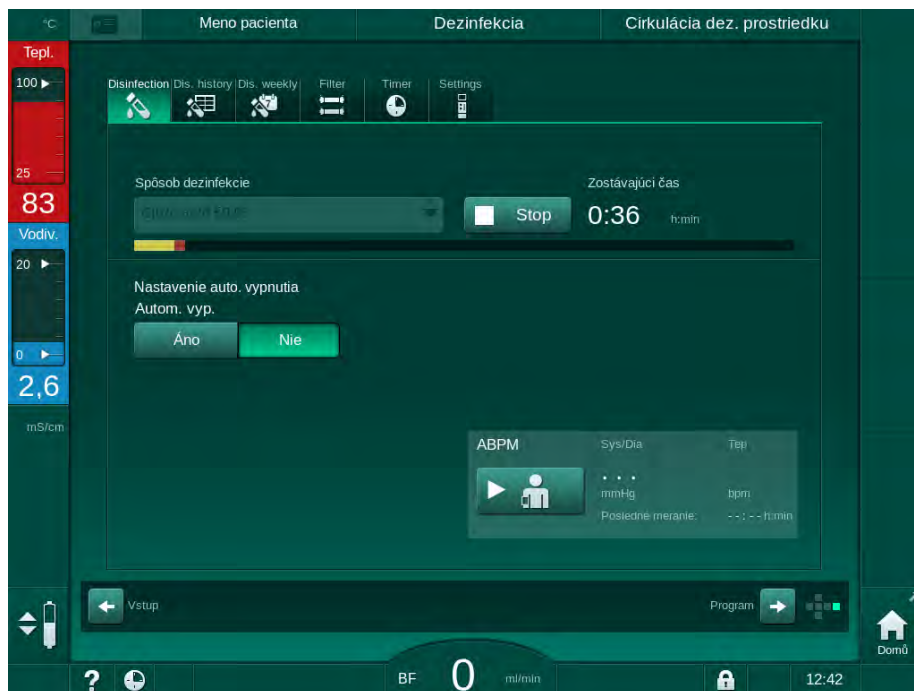 °C
Meno pacienta
Dezinfekcia
Cirkulácia dez. prostriedku
Tepl.
100
25
83
Vodiv.
20
0
2,6
mS/cm
Disinfection
Dis. history
Dis. weekly
Filter
Timer
Settings
7
Spôsob dezinfekcie
Zostávajúci čas
Stop
0:36
h:min
Nastavenie auto. vypnutia
Autom. vyp.
Áno
Nie
ABPM
Sys/Dia
Tep
. . .
mmHg
bpm
Posledné meranie:
--:-- h:min
Vstup
Program
Domů
?
BF
0
ml/min
12:42